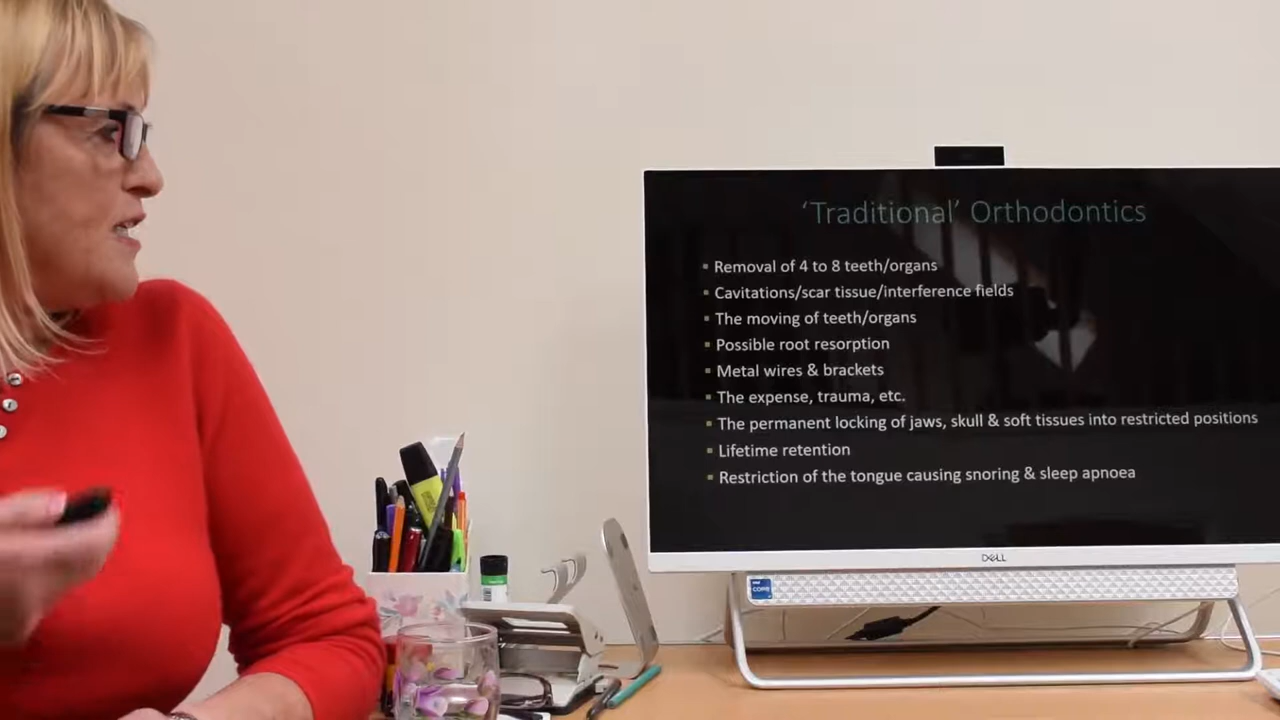 ‘Traditional’ Orthodontics
▪ Removal of 4 to 8 teeth/organs
▪ Cavitations/scar tissue/interference fields
▪ The moving of teeth/organs
▪ Possible root resorption
▪ Metal wires & brackets
▪ The expense, trauma, etc.
▪ The permanent locking of jaws, skull & soft tissues into restricted positions
▪ Lifetime retention
▪ Restriction of the tongue causing snoring & sleep apnoea
DELL
intel
CORE